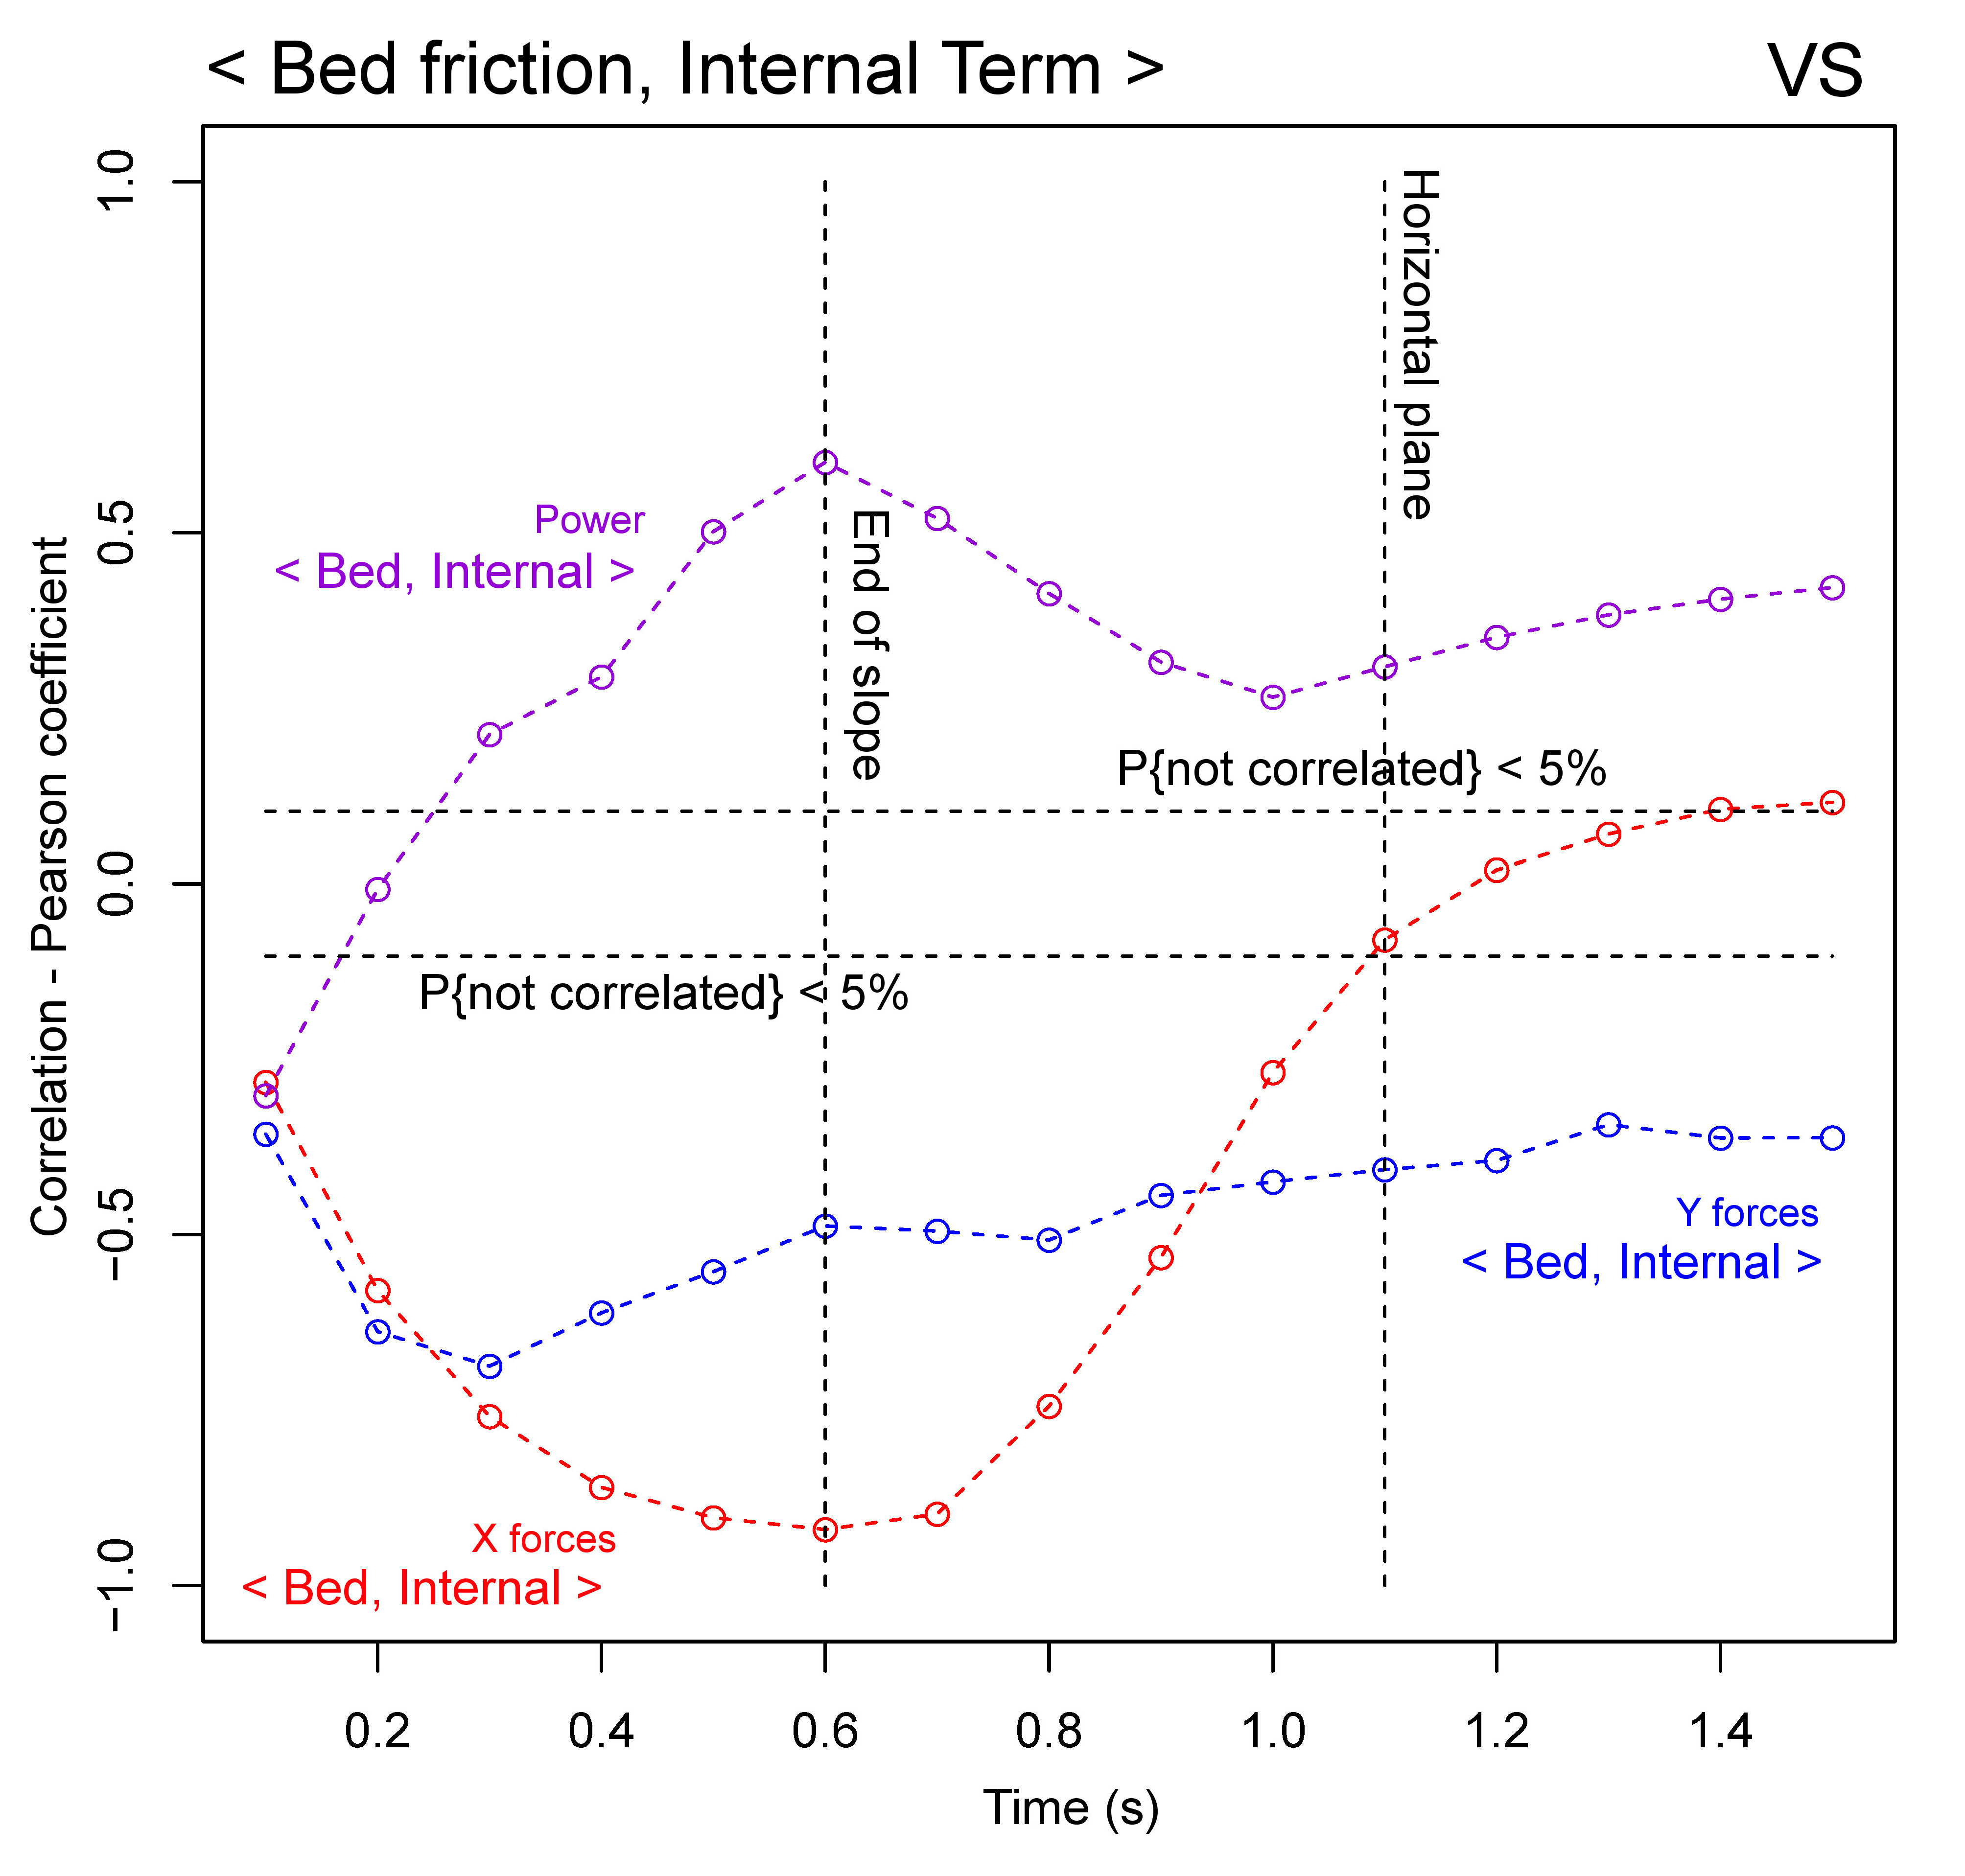 < Bed friction, Internal Term >
VS
Correlation - Pearson coefficient
1.0
0.5
0.0
−0.5
−1.0
Horizontal plane
End of slope
Power
< Bed, Internal >
P{not correlated} < 5%
P{not correlated} < 5%
Y forces
< Bed, Internal >
X forces
< Bed, Internal >
0.2 0.4 0.6 0.8 1.0 1.2 1.4
Time (s)